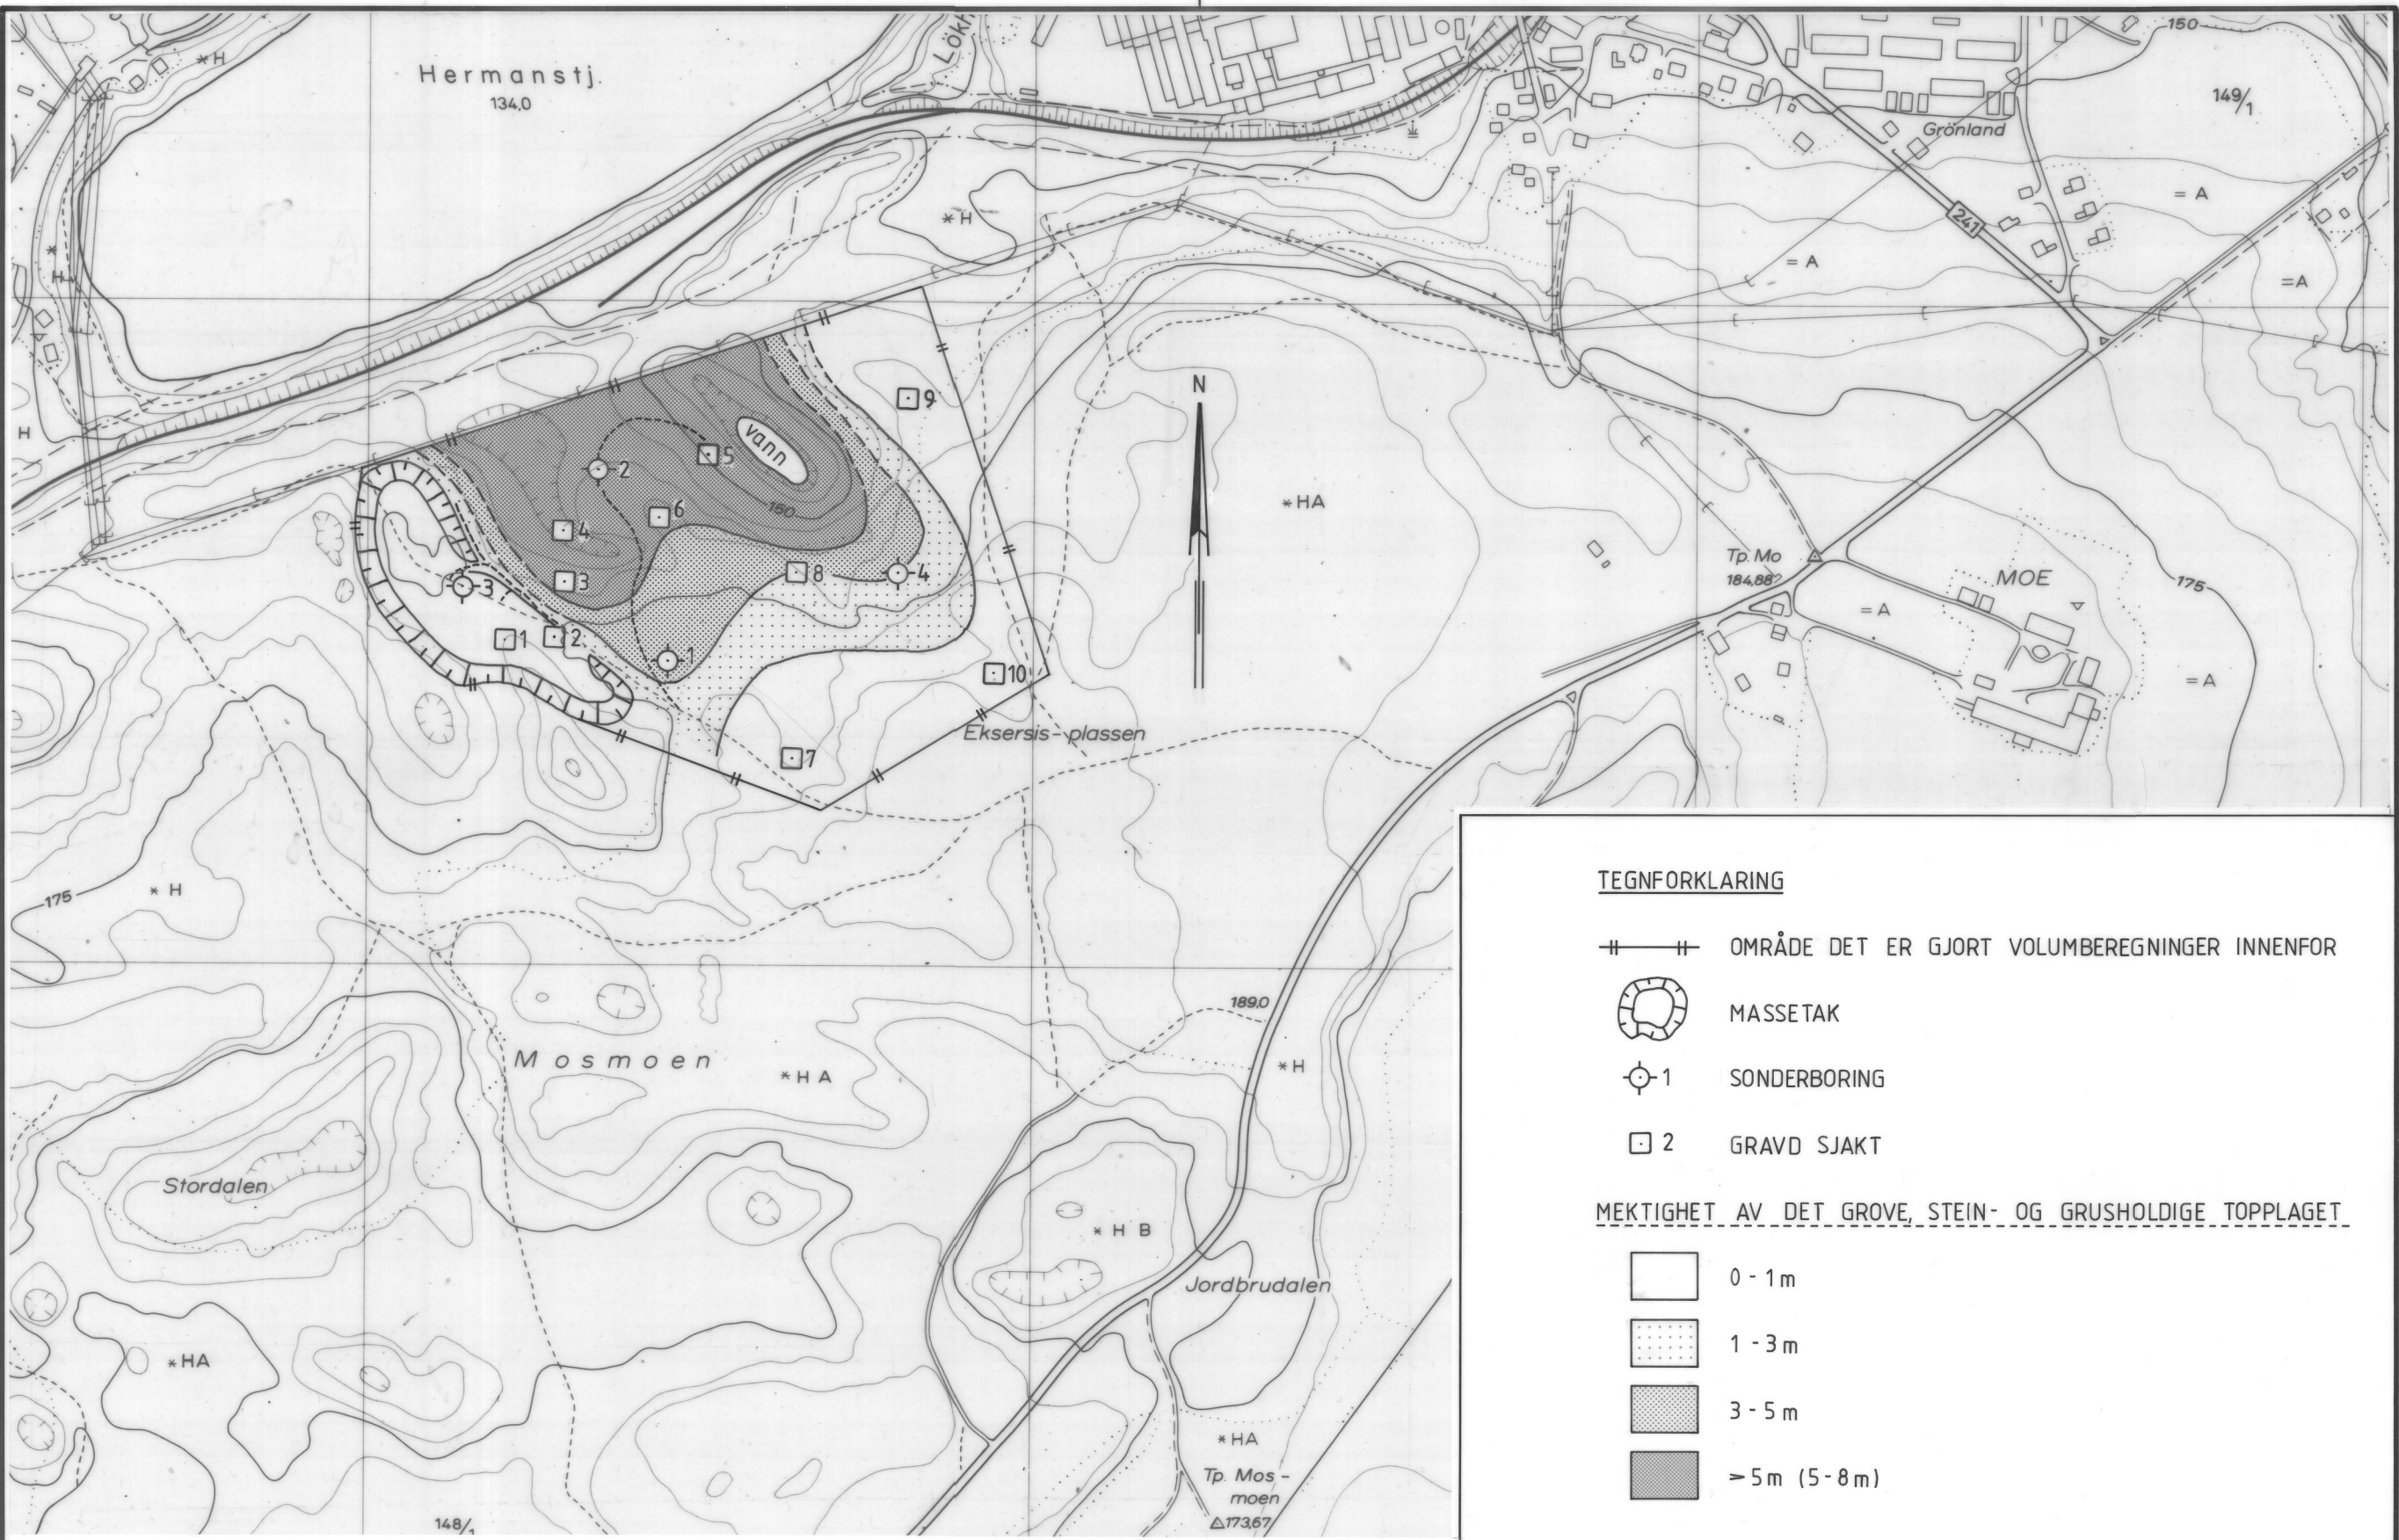 Hermanstj.
134,0
* H
150
149/1
Grönland
= A
241
= A
= A
* H
*
H
H
N
9
vann
2
5
6
150
4
3
8
4
3
1
2
1
10
7
* HA
Eksersis-plassen
Tp. Mo
184,88
MOE
= A
175
= A
175
* H
189,0
Mosmoen
* H A
* H
Stordalen
* H B
Jordbrudalen
* HA
* HA
Tp. Mos-
moen
173,67
148/1
TEGNFORKLARING
OMRÅDE DET ER GJORT VOLUMBEREGNINGER INNENFOR
MASSETAK
1 SONDERBORING
2 GRAVD SJAKT
MEKTIGHET AV DET GROVE, STEIN- OG GRUSHOLDIGE TOPPLAGET
0 - 1 m
1 - 3 m
3 - 5 m
> 5 m (5-8 m)